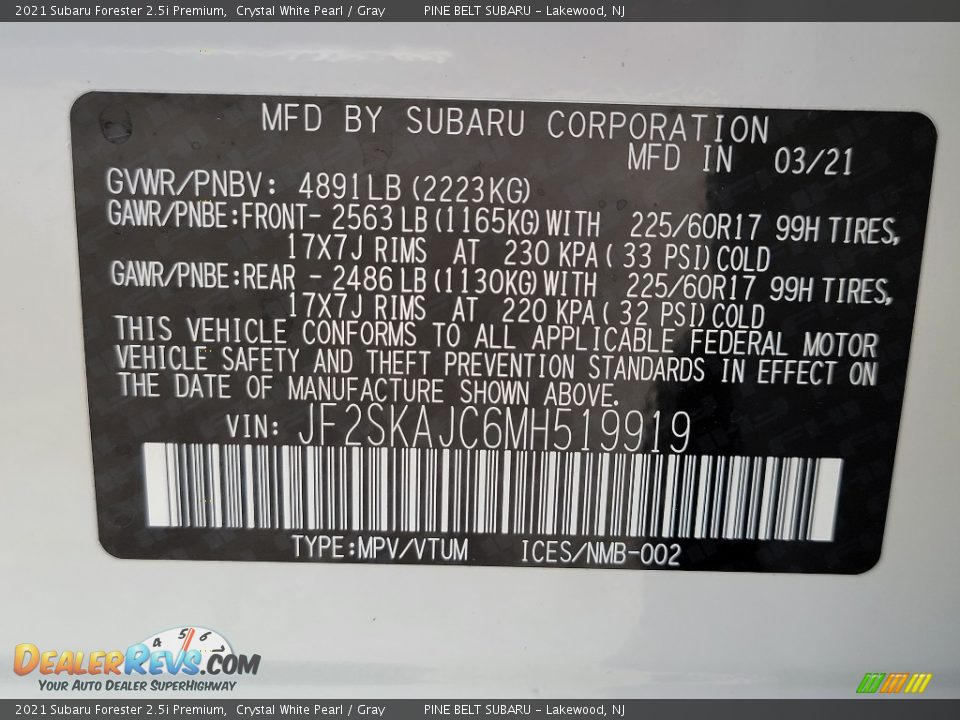 2021 Subaru Forester 2.5i Premium, Crystal White Pearl / Gray PINE BELT SUBARU - Lakewood, NJ
MFD BY SUBARU CORPORATION
MFD IN 03/21
GVWR/PNBV: 4891LB (2223KG)
GAWR/PNBE:FRONT- 2563 LB (1165KG) WITH 225/60R17 99H TIRES,
17X7J RIMS AT 230 KPA ( 33 PSI) COLD
GAWR/PNBE:REAR - 2486 LB (1130KG) WITH 225/60R17 99H TIRES,
17X7J RIMS AT 220 KPA ( 32 PSI) COLD
THIS VEHICLE CONFORMS TO ALL APPLICABLE FEDERAL MOTOR
VEHICLE SAFETY AND THEFT PREVENTION STANDARDS IN EFFECT ON
THE DATE OF MANUFACTURE SHOWN ABOVE.
VIN: JF2SKAJC6MH519919
TYPE:MPV/VTUM ICES/NMB-002
4 5 6
DEALERREVS.COM
YOUR AUTO DEALER SUPERHIGHWAY
2021 Subaru Forester 2.5i Premium, Crystal White Pearl / Gray PINE BELT SUBARU - Lakewood, NJ